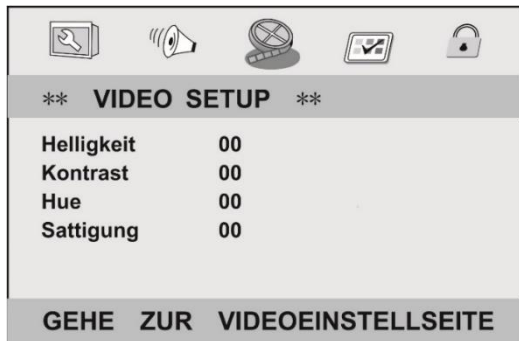 ** VIDEO SETUP **
Helligkeit 00
Kontrast 00
Hue 00
Sattigung 00
GEHE ZUR VIDEOEINSTELLSEITE